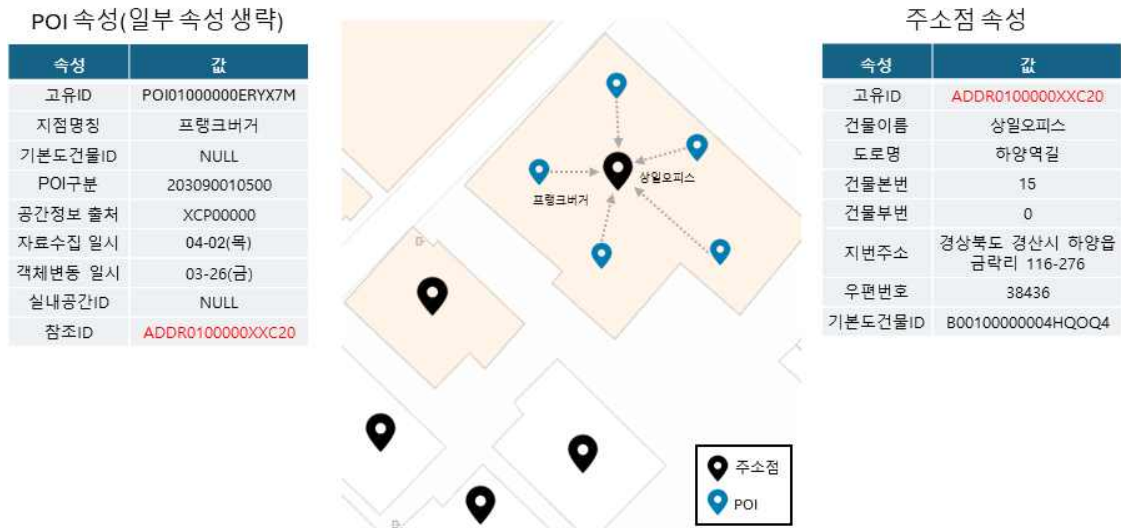 POI 속성(일부 속성 생략)
속성 값
고유ID POI01000000ERYX7M
지점명칭 프랭크버거
기본도건물ID NULL
POI구분 203090010500
공간정보 출처 XCP00000
자료수집 일시 04-02(목)
객체변동 일시 03-26(금)
실내공간ID NULL
참조ID ADDR0100000XXC20
상일오피스
프랭크버거
주소점
POI
주소점 속성
속성 값
고유ID ADDR0100000XXC20
건물이름 상일오피스
도로명 하양역길
건물본번 15
건물부번 0
지번주소 경상북도 경산시 하양읍
금락리 116-276
우편번호 38436
기본도건물ID B00100000004HQOQ4